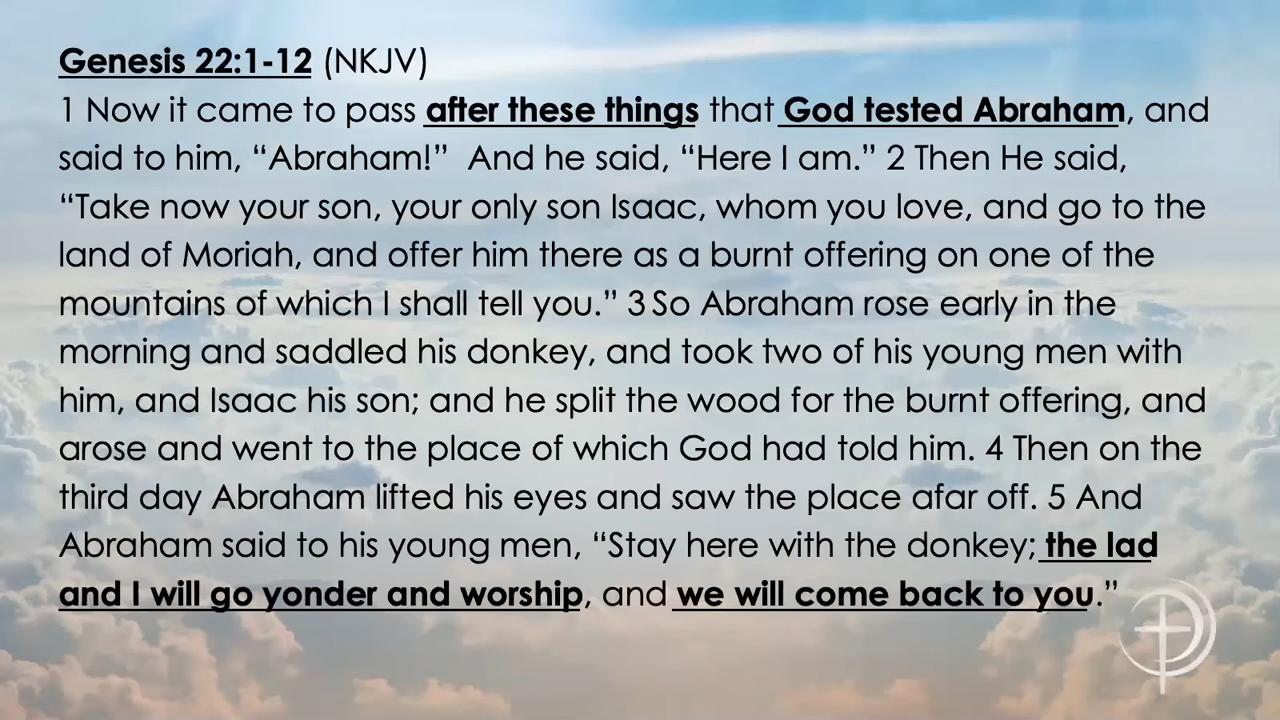 Genesis 22:1-12 (NKJV)
1 Now it came to pass after these things that God tested Abraham, and
said to him, “Abraham!”  And he said, “Here I am.” 2 Then He said,
“Take now your son, your only son Isaac, whom you love, and go to the
land of Moriah, and offer him there as a burnt offering on one of the
mountains of which I shall tell you.” 3 So Abraham rose early in the
morning and saddled his donkey, and took two of his young men with
him, and Isaac his son; and he split the wood for the burnt offering, and
arose and went to the place of which God had told him. 4 Then on the
third day Abraham lifted his eyes and saw the place afar off. 5 And
Abraham said to his young men, “Stay here with the donkey; the lad
and I will go yonder and worship, and we will come back to you.”